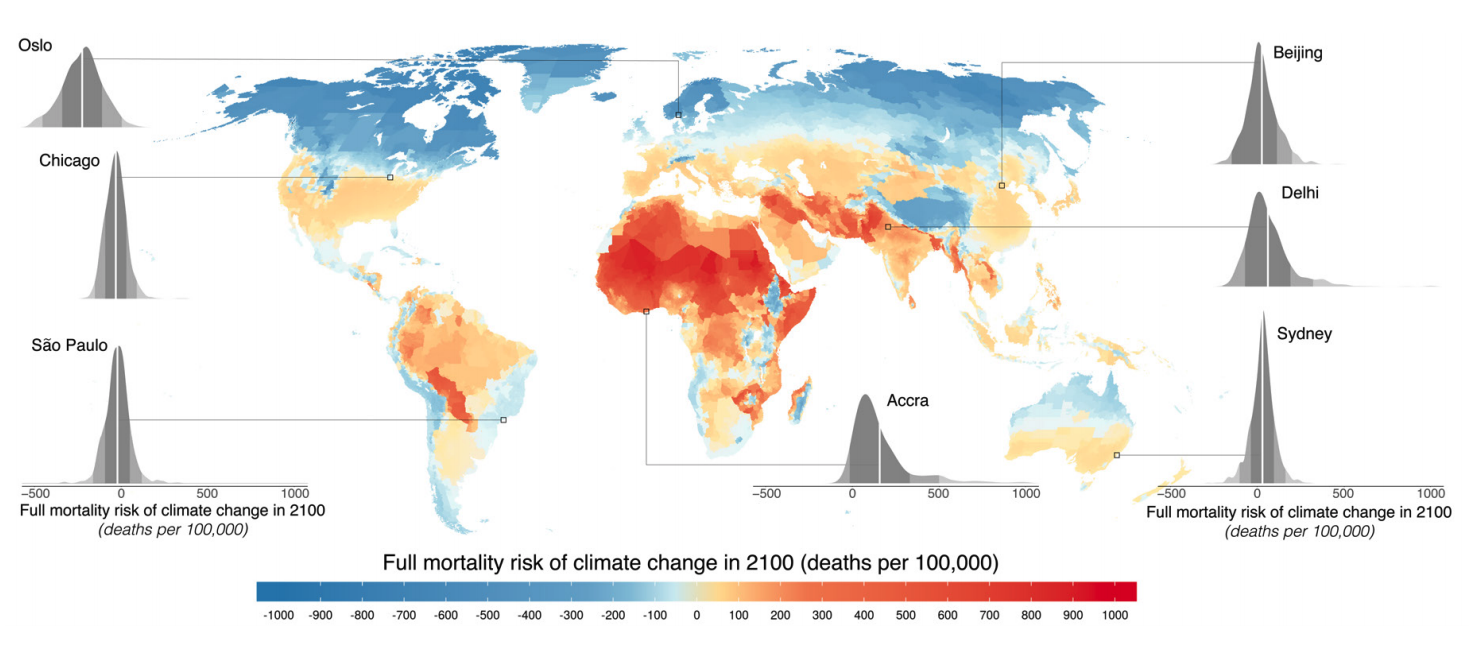 Oslo
Beijing
Chicago
Delhi
São Paulo
Sydney
Accra
−500 0 500 1000
Full mortality risk of climate change in 2100
(deaths per 100,000)
−500 0 500 1000
−500 0 500 1000
Full mortality risk of climate change in 2100
(deaths per 100,000)
Full mortality risk of climate change in 2100 (deaths per 100,000)
-1000 -900 -800 -700 -600 -500 -400 -300 -200 -100 0 100 200 300 400 500 600 700 800 900 1000